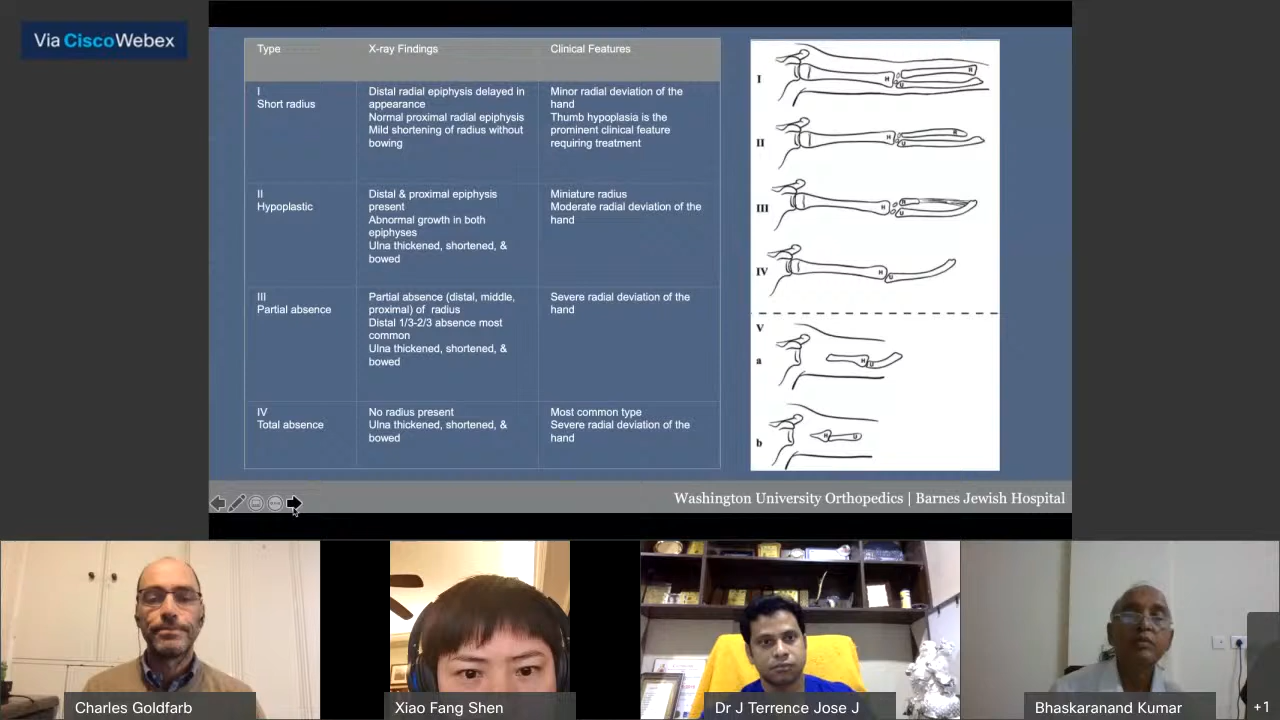 Via CiscoWebex
Type X-ray Findings Clinical Features
I
Short radius
Distal radial epiphysis delayed in
appearance
Normal proximal radial epiphysis
Mild shortening of radius without
bowing
Minor radial deviation of the
hand
Thumb hypoplasia is the
prominent clinical feature
requiring treatment
II
Hypoplastic
Distal & proximal epiphysis
present
Abnormal growth in both
epiphyses
Ulna thickened, shortened, &
bowed
Miniature radius
Moderate radial deviation of the
hand
III
Partial absence
Partial absence (distal, middle,
proximal) of radius
Distal 1/3-2/3 absence most
common
Ulna thickened, shortened, &
bowed
Severe radial deviation of the
hand
IV
Total absence
No radius present
Ulna thickened, shortened, &
bowed
Most common type
Severe radial deviation of the
hand
I
H
R
U
II
H
R
U
III
H
R
U
IV
H
U
V
a
H
U
b
H
U
Washington University Orthopedics | Barnes Jewish Hospital
Charles Goldfarb
Xiao Fang Shen
Dr J Terrence Jose J
Bhaskaranand Kumar
+1